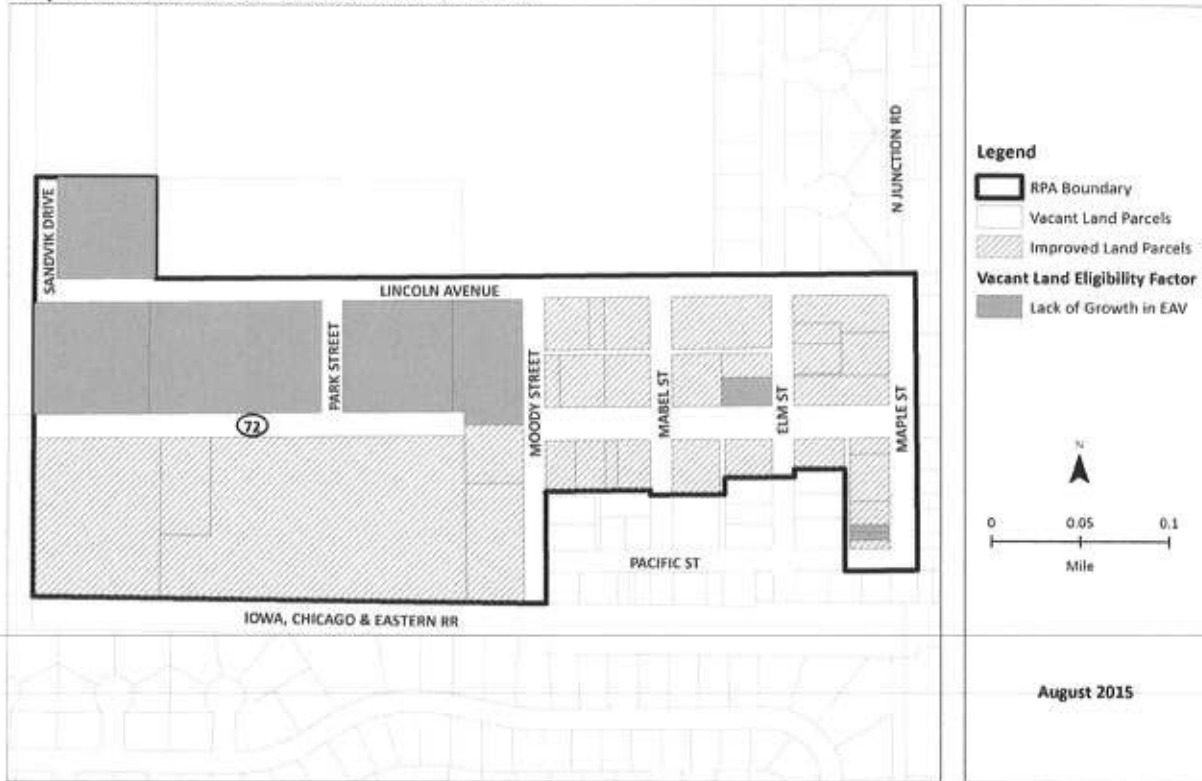 N JUNCTION RD
SANDVIK DRIVE
LINCOLN AVENUE
PARK STREET
MOODY STREET
MABEL ST
ELM ST
MAPLE ST
72
PACIFIC ST
IOWA, CHICAGO & EASTERN RR
Legend
RPA Boundary
Vacant Land Parcels
Improved Land Parcels
Vacant Land Eligibility Factor
Lack of Growth in EAV
N
0 0.05 0.1
Mile
August 2015